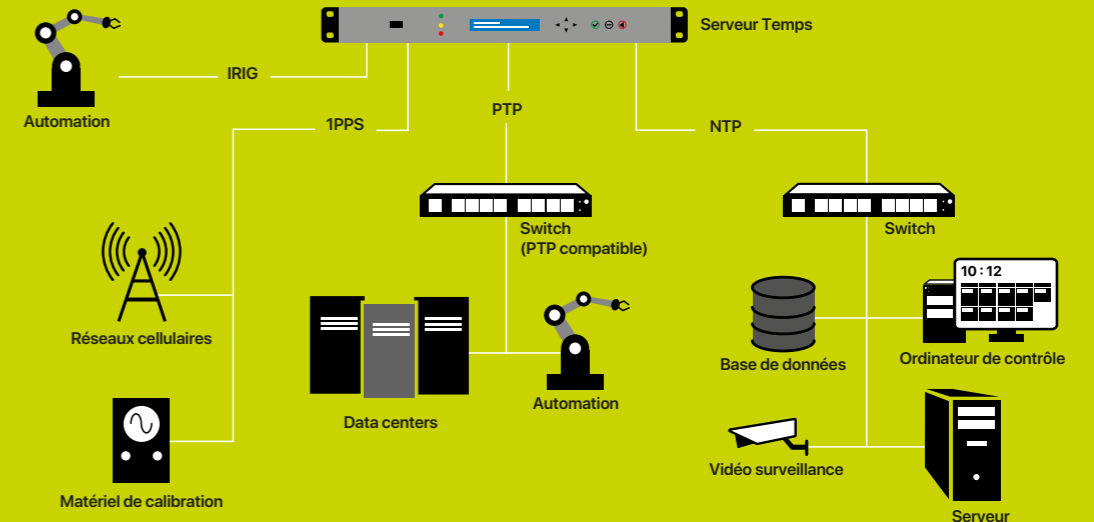 Serveur Temps
IRIG
Automation
1PPS
PTP
NTP
Switch
(PTP compatible)
Switch
10:12
Réseaux cellulaires
Base de données
Ordinateur de contrôle
Automation
Data centers
Vidéo surveillance
Matériel de calibration
Serveur